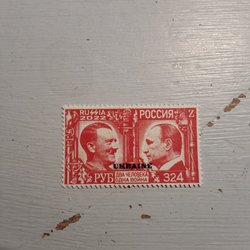 RUSSIA РОССИЯ Z
2022
UKRAINE
РУБ ДВА ЧЕЛОВЕКА 324
ОДНА ВОЙНА